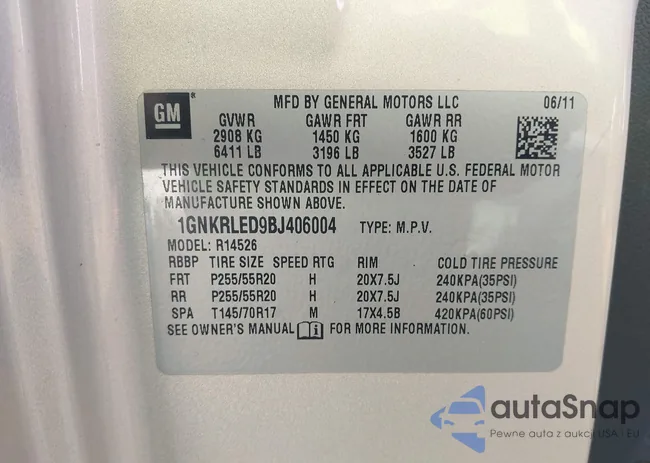 GM
MFD BY GENERAL MOTORS LLC 06/11
GVWR GAWR FRT GAWR RR
2908 KG 1450 KG 1600 KG
6411 LB 3196 LB 3527 LB
THIS VEHICLE CONFORMS TO ALL APPLICABLE U.S. FEDERAL MOTOR
VEHICLE SAFETY STANDARDS IN EFFECT ON THE DATE OF
MANUFACTURE SHOWN ABOVE.
1GNKRLED9BJ406004 TYPE: M.P.V.
MODEL: R14526
RBBP TIRE SIZE SPEED RTG RIM COLD TIRE PRESSURE
FRT P255/55R20 H 20X7.5J 240KPA(35PSI)
RR P255/55R20 H 20X7.5J 240KPA(35PSI)
SPA T145/70R17 M 17X4.5B 420KPA(60PSI)
SEE OWNER'S MANUAL FOR MORE INFORMATION.
autaSnap
Pewne auta z aukcji USA - EU